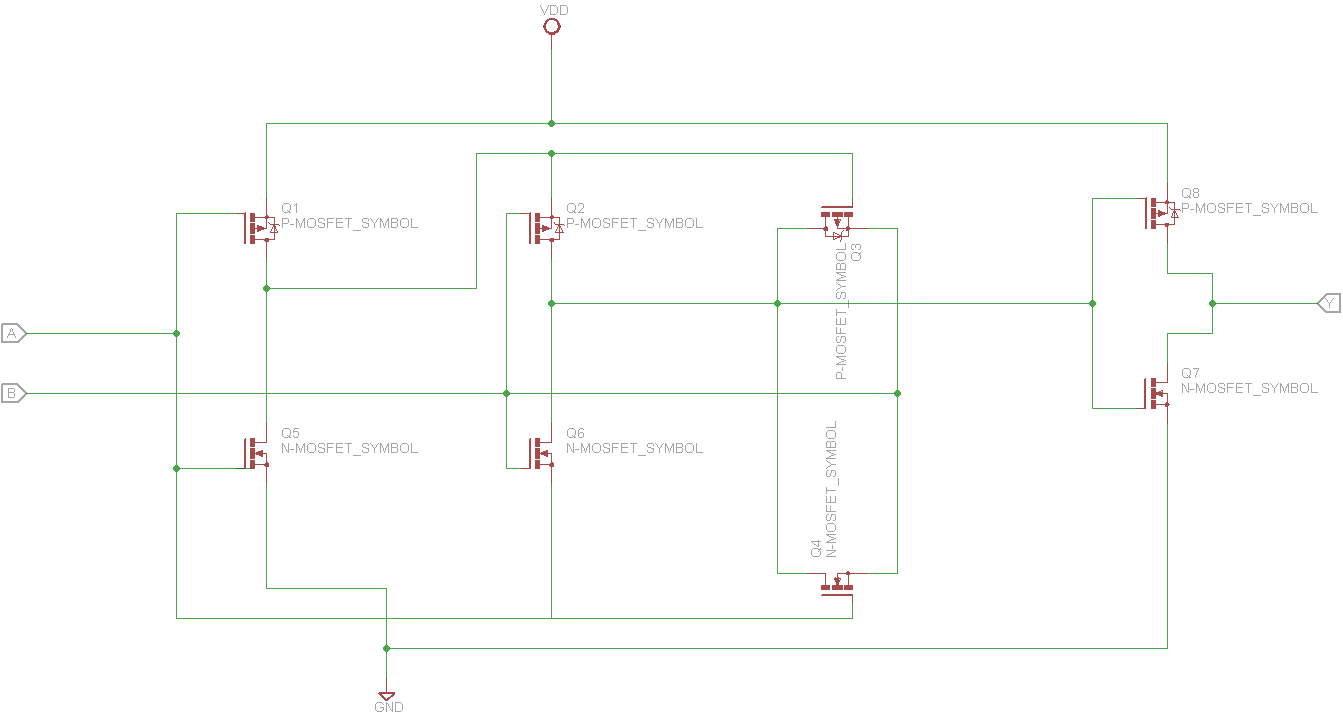 VDD
Q1
P-MOSFET_SYMBOL
Q2
P-MOSFET_SYMBOL
Q3
P-MOSFET_SYMBOL
Q8
P-MOSFET_SYMBOL
A
Y
B
Q5
N-MOSFET_SYMBOL
Q6
N-MOSFET_SYMBOL
Q4
N-MOSFET_SYMBOL
Q7
N-MOSFET_SYMBOL
GND